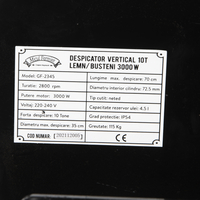 DESPICATOR VERTICAL 10T
LEMN/BUSTENI 3000W
Model: GF-2345
Lungime max. despicare: 70 cm
Turatie: 2800 rpm
Diametru interior cilindru: 72.5 mm
Putere motor: 3000 W
Tip cutit: neted
Voltaj: 220-240 V
Capacitate rezervor ulei: 4.5 l
Forta despicare: 10 Tone
Grad protectie: IP54
Diametru max. despicare: 35 cm
Greutate: 115 Kg
COD NUMAR.